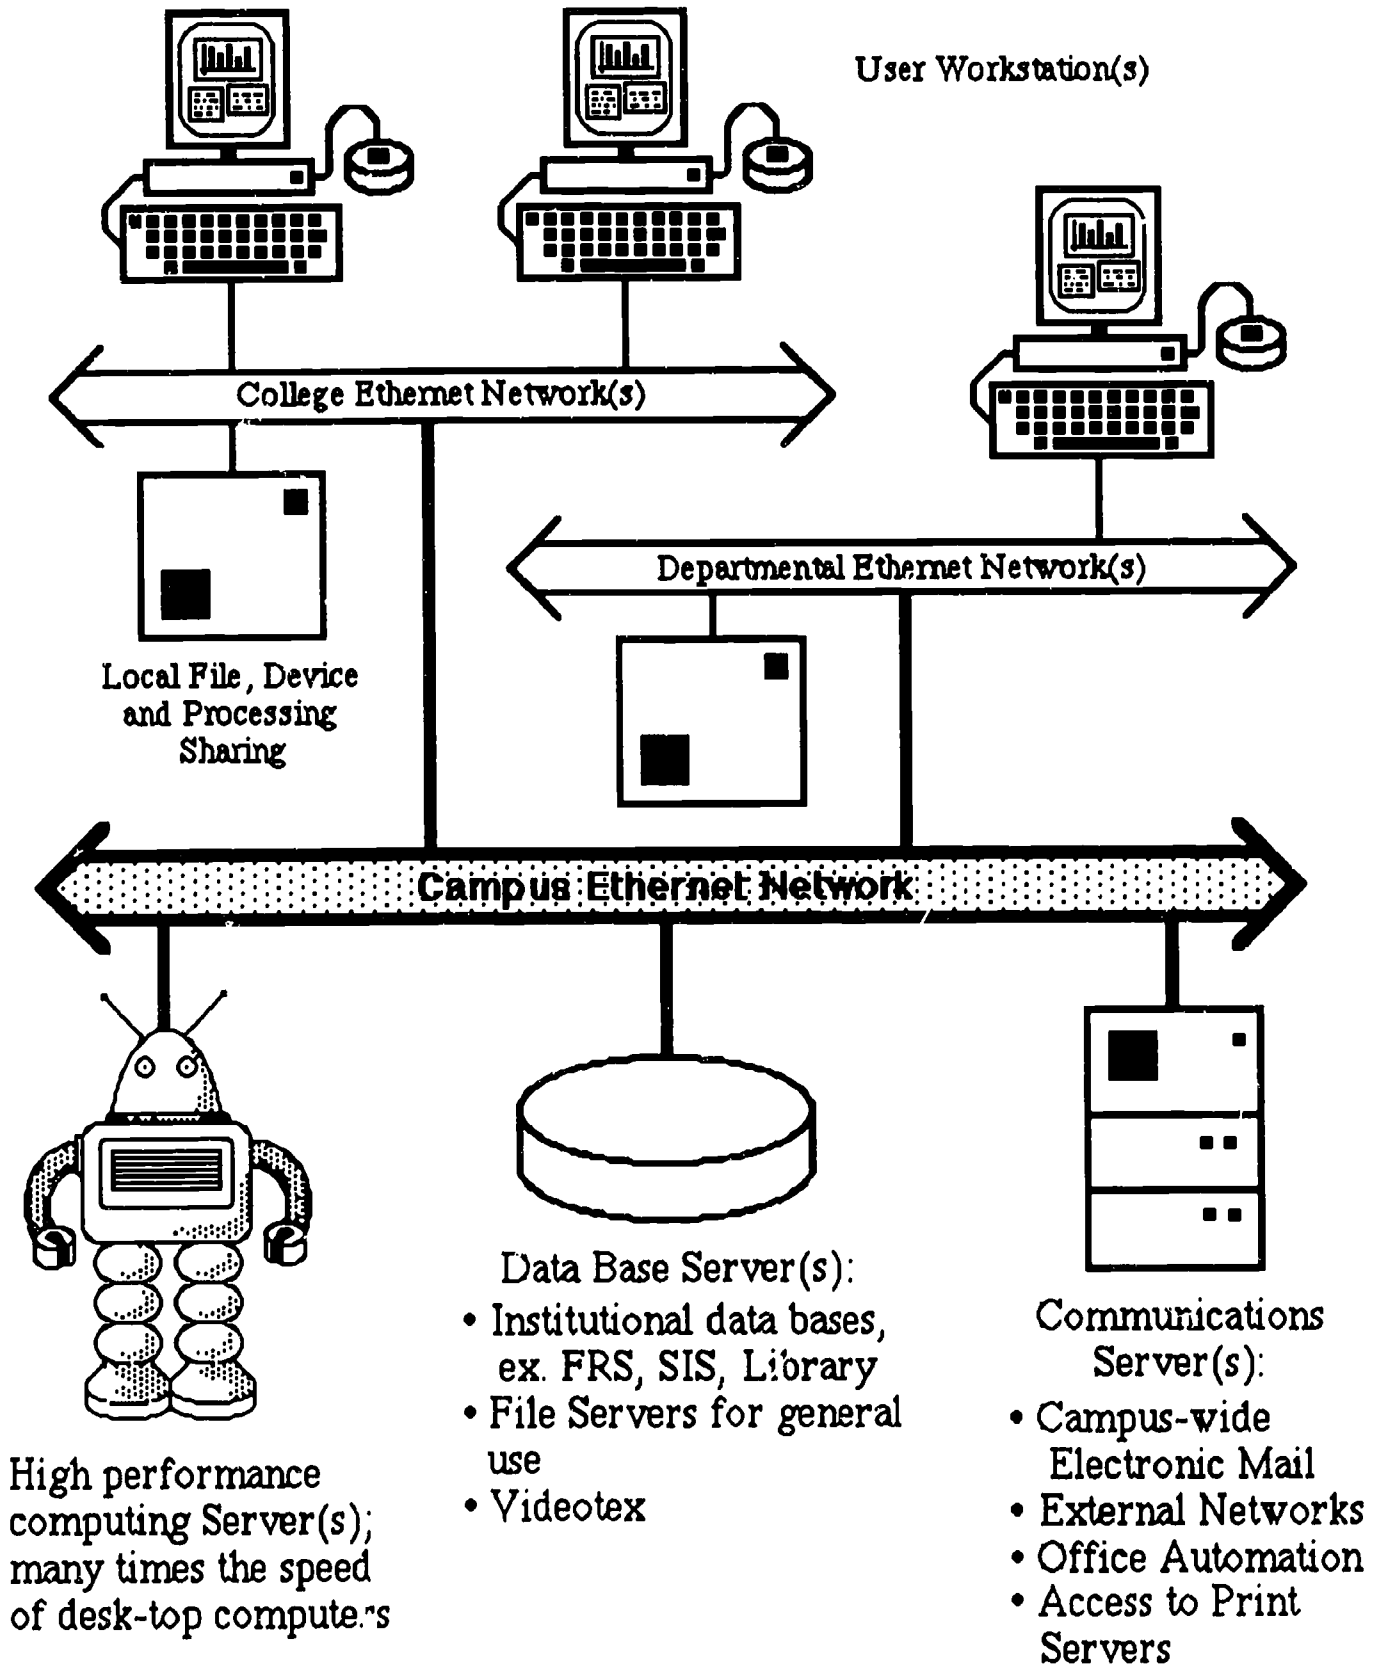 User Workstation(s)
College Ethernet Network(s)
Departmental Ethernet Network(s)
Local File, Device
and Processing
Sharing
Campus Ethernet Network
High performance
computing Server(s);
many times the speed
of desk-top computers
Data Base Server(s):
• Institutional data bases,
ex. FRS, SIS, Library
• File Servers for general
use
• Videotex
Communications
Server(s):
• Campus-wide
Electronic Mail
• External Networks
• Office Automation
• Access to Print
Servers